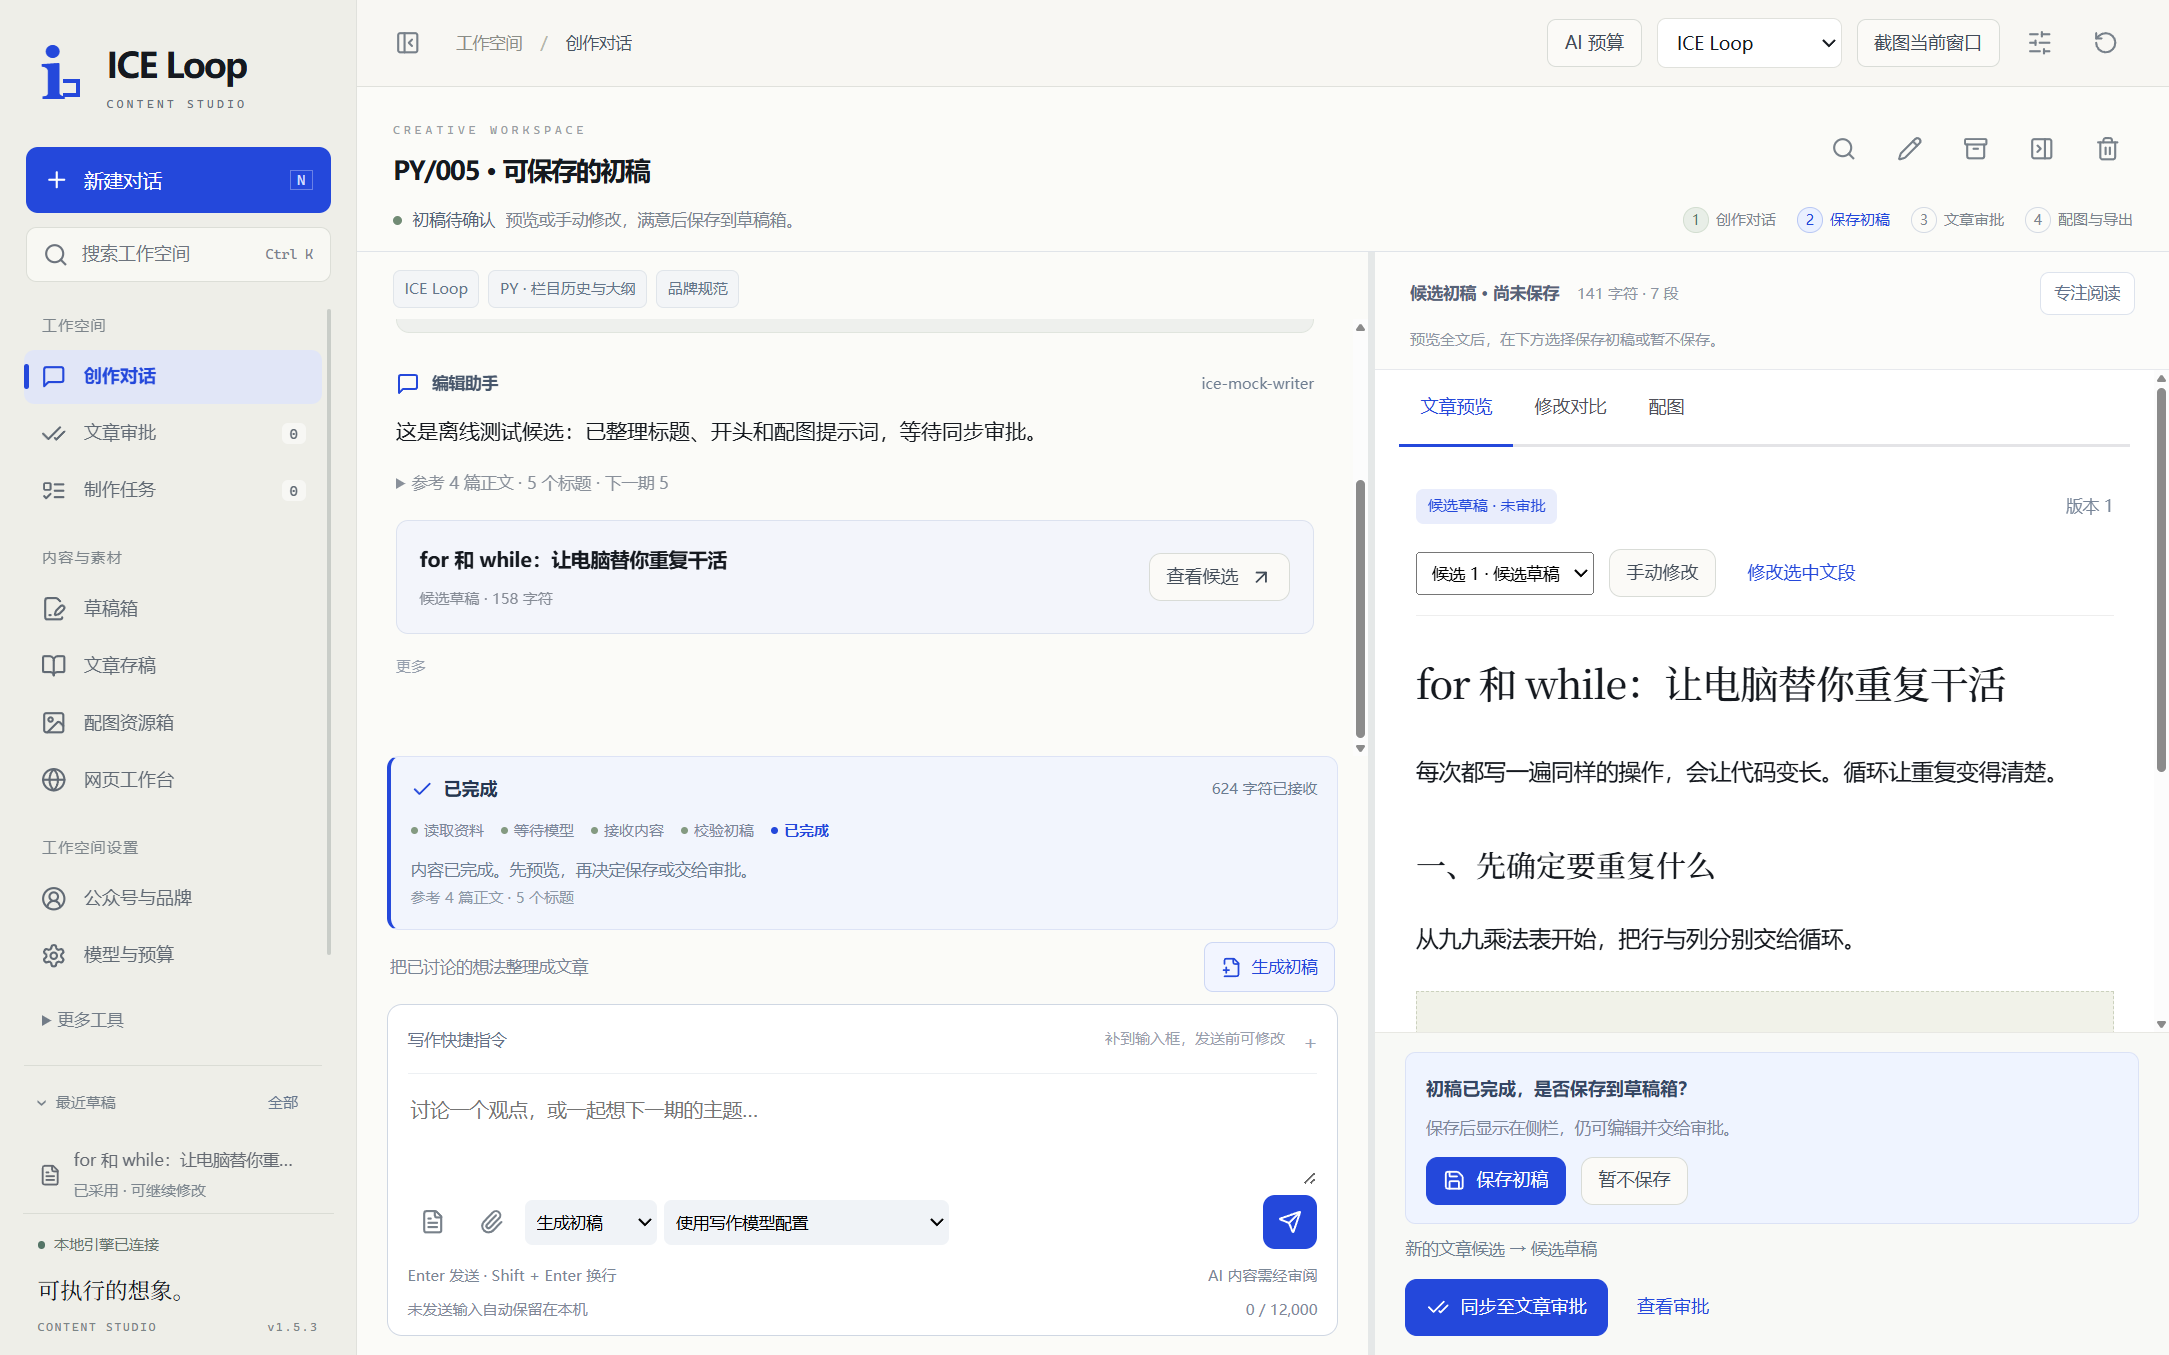 ICE Loop
CONTENT STUDIO
新建对话 N
搜索工作空间 Ctrl K
工作空间
创作对话
文章审批 0
制作任务 0
内容与素材
草稿箱
文章存稿
配图资源箱
网页工作台
工作空间设置
公众号与品牌
模型与预算
更多工具
最近草稿 全部
for 和 while：让电脑替你重...
已采用 · 可继续修改
本地引擎已连接
可执行的想象。
CONTENT STUDIO v1.5.3
工作空间 / 创作对话
AI 预算 ICE Loop 截图当前窗口
CREATIVE WORKSPACE
PY/005 • 可保存的初稿
初稿待确认 预览或手动修改，满意后保存到草稿箱。
1 创作对话 2 保存初稿 3 文章审批 4 配图与导出
ICE Loop PY · 栏目历史与大纲 品牌规范
编辑助手 ice-mock-writer
这是离线测试候选：已整理标题、开头和配图提示词，等待同步审批。
参考 4 篇正文 · 5 个标题 · 下一期 5
for 和 while：让电脑替你重复干活
候选草稿 · 158 字符
查看候选
更多
已完成 624 字符已接收
读取资料 等待模型 接收内容 校验初稿 已完成
内容已完成。先预览，再决定保存或交给审批。
参考 4 篇正文 · 5 个标题
把已讨论的想法整理成文章 生成初稿
写作快捷指令 补到输入框，发送前可修改 +
讨论一个观点，或一起想下一期的主题...
生成初稿 使用写作模型配置
Enter 发送 · Shift + Enter 换行 AI 内容需经审阅
未发送输入自动保留在本机 0 / 12,000
候选初稿 • 尚未保存 141 字符 · 7 段 专注阅读
预览全文后，在下方选择保存初稿或暂不保存。
文章预览 修改对比 配图
候选草稿 · 未审批 版本 1
候选 1 · 候选草稿 手动修改 修改选中文段
for 和 while：让电脑替你重复干活
每次都写一遍同样的操作，会让代码变长。循环让重复变得清楚。
一、先确定要重复什么
从九九乘法表开始，把行与列分别交给循环。
初稿已完成，是否保存到草稿箱？
保存后显示在侧栏，仍可编辑并交给审批。
保存初稿 暂不保存
新的文章候选 → 候选草稿
同步至文章审批 查看审批